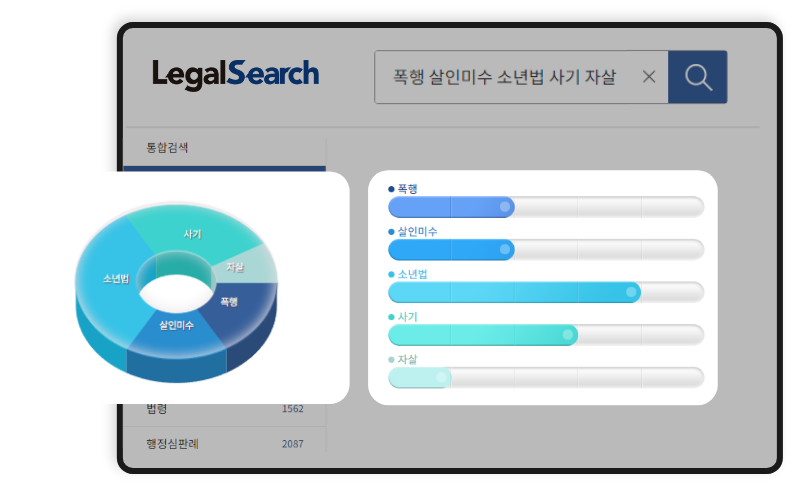 LegalSearch
폭행 살인미수 소년법 사기 자살
통합검색
사기
자살
소년법
폭행
살인미수
폭행
살인미수
소년법
사기
자살
법령 1562
행정심판례 2087